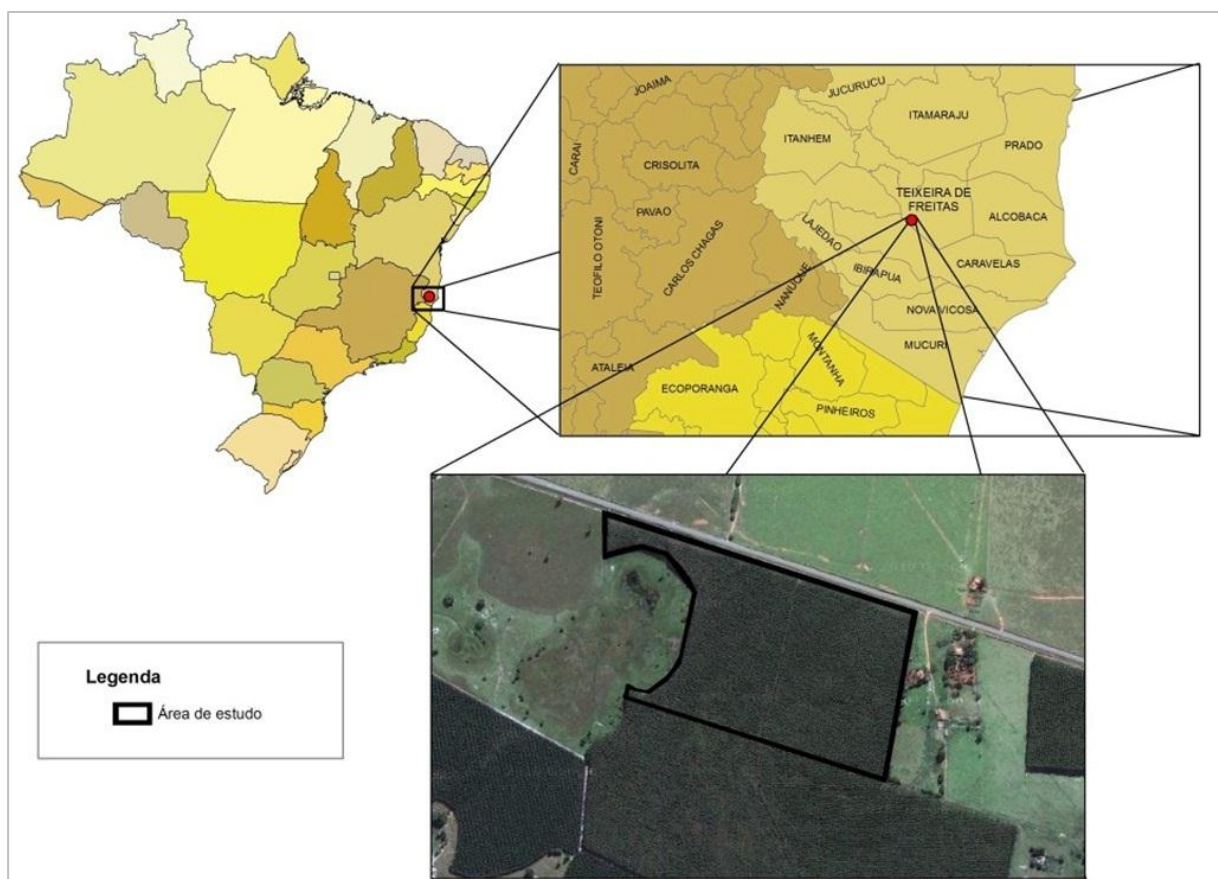 JOAIMA
JUCURUCU
ITAMARAJU
ITANHEM
PRADO
CARAI
CRISOLITA
TEIXEIRA DE
FREITAS
PAVAO
LAJEDAO
ALCOBACA
TEOFILO OTONI
CARLOS CHAGAS
CARAVELAS
IBIRAPUA
NANUQUE
NOVA VICOSA
MUCURI
MONTANHA
ATALEIA
ECOPORANGA
PINHEIROS
Legenda
Área de estudo